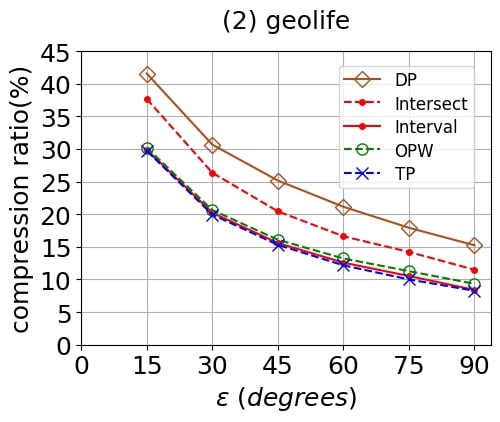 (2) geolife
compression ratio(%)
45
40
35
30
25
20
15
10
5
0
0 15 30 45 60 75 90
ε (degrees)
DP
Intersect
Interval
OPW
TP